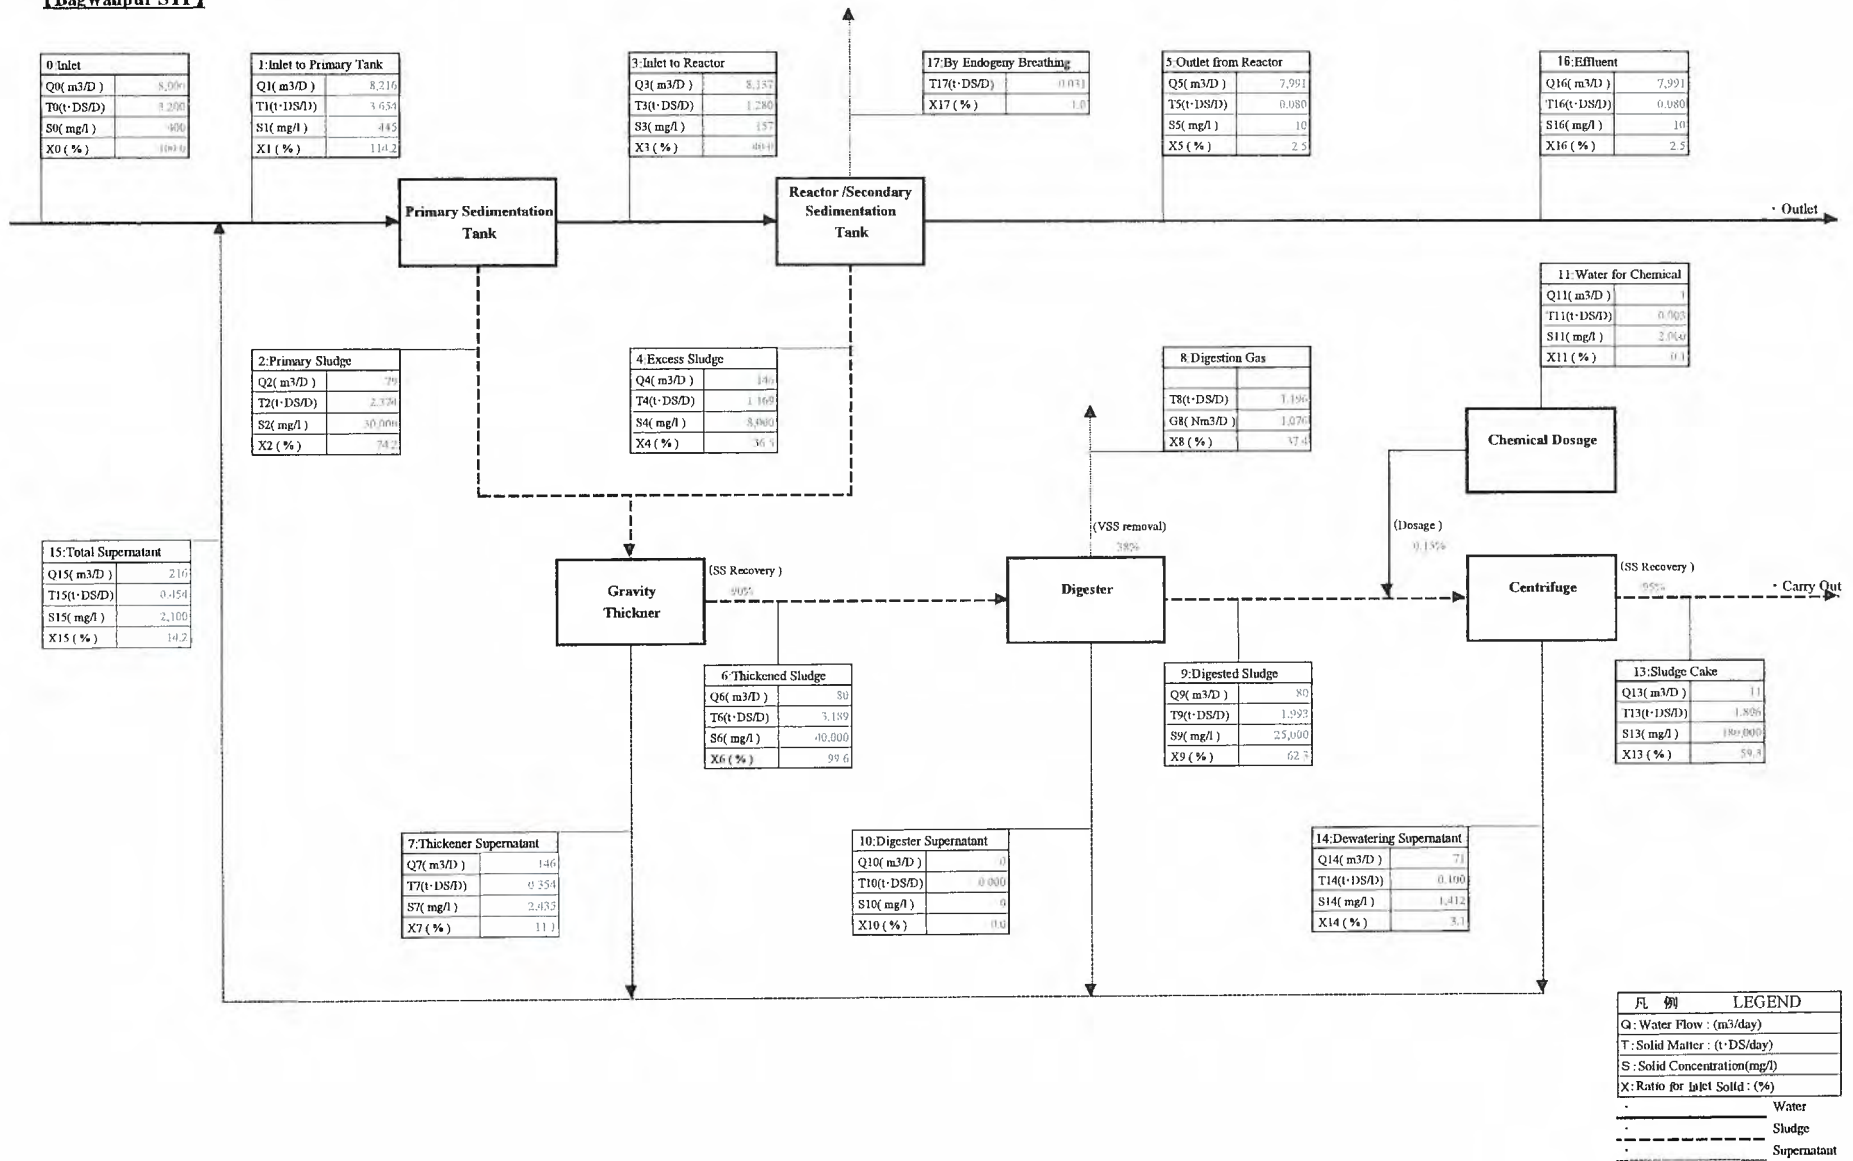 [Bagwanpur STP]
0:Inlet
Q0( m3/D ) 8,000
T0(t·DS/D) 3.200
S0( mg/l ) 400
X0 ( % ) 100.0
1:Inlet to Primary Tank
Q1( m3/D ) 8,216
T1(t·DS/D) 3.654
S1( mg/l ) 445
X1 ( % ) 114.2
3:Inlet to Reactor
Q3( m3/D ) 8,137
T3(t·DS/D) 1.280
S3( mg/l ) 157
X3 ( % ) 40.0
17:By Endogeny Breathing
T17(t·DS/D) 0.031
X17 ( % ) 1.0
5:Outlet from Reactor
Q5( m3/D ) 7,991
T5(t·DS/D) 0.080
S5( mg/l ) 10
X5 ( % ) 2.5
16:Effluent
Q16( m3/D ) 7,991
T16(t·DS/D) 0.080
S16( mg/l ) 10
X16 ( % ) 2.5
Primary Sedimentation
Tank
Reactor /Secondary
Sedimentation
Tank
· Outlet
11:Water for Chemical
Q11( m3/D ) 1
T11(t·DS/D) 0.003
S11( mg/l ) 2,000
X11 ( % ) 0.1
2:Primary Sludge
Q2( m3/D ) 79
T2(t·DS/D) 2.374
S2( mg/l ) 30,000
X2 ( % ) 74.2
4:Excess Sludge
Q4( m3/D ) 146
T4(t·DS/D) 1.169
S4( mg/l ) 8,000
X4 ( % ) 36.5
8:Digestion Gas
T8(t·DS/D) 1.196
G8( Nm3/D ) 1,076
X8 ( % ) 37.4
Chemical Dosage
(VSS removal)
38%
(Dosage )
0.15%
15:Total Supernatant
Q15( m3/D ) 216
T15(t·DS/D) 0.454
S15( mg/l ) 2,100
X15 ( % ) 14.2
Gravity
Thickner
(SS Recovery )
90%
Digester
Centrifuge
(SS Recovery )
95%
· Carry Out
6:Thickened Sludge
Q6( m3/D ) 80
T6(t·DS/D) 3.189
S6( mg/l ) 40,000
X6 ( % ) 99.6
9:Digested Sludge
Q9( m3/D ) 80
T9(t·DS/D) 1.993
S9( mg/l ) 25,000
X9 ( % ) 62.3
13:Sludge Cake
Q13( m3/D ) 11
T13(t·DS/D) 1.896
S13( mg/l ) 180,000
X13 ( % ) 59.3
7:Thickener Supernatant
Q7( m3/D ) 146
T7(t·DS/D) 0.354
S7( mg/l ) 2,435
X7 ( % ) 11.1
10:Digester Supernatant
Q10( m3/D ) 0
T10(t·DS/D) 0.000
S10( mg/l ) 0
X10 ( % ) 0.0
14:Dewatering Supernatant
Q14( m3/D ) 71
T14(t·DS/D) 0.100
S14( mg/l ) 1,412
X14 ( % ) 3.1
凡 例 LEGEND
Q : Water Flow : (m3/day)
T : Solid Matter : (t·DS/day)
S : Solid Concentration(mg/l)
X : Ratio for Inlet Solid : (%)
Water
Sludge
Supernatant